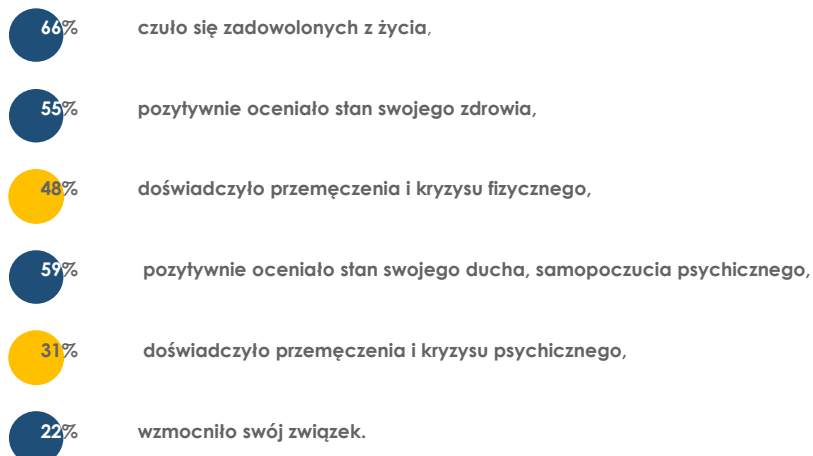 66% czuło się zadowolonych z życia,
55% pozytywnie oceniało stan swojego zdrowia,
48% doświadczyło przemęczenia i kryzysu fizycznego,
59% pozytywnie oceniało stan swojego ducha, samopoczucia psychicznego,
31% doświadczyło przemęczenia i kryzysu psychicznego,
22% wzmocniło swój związek.